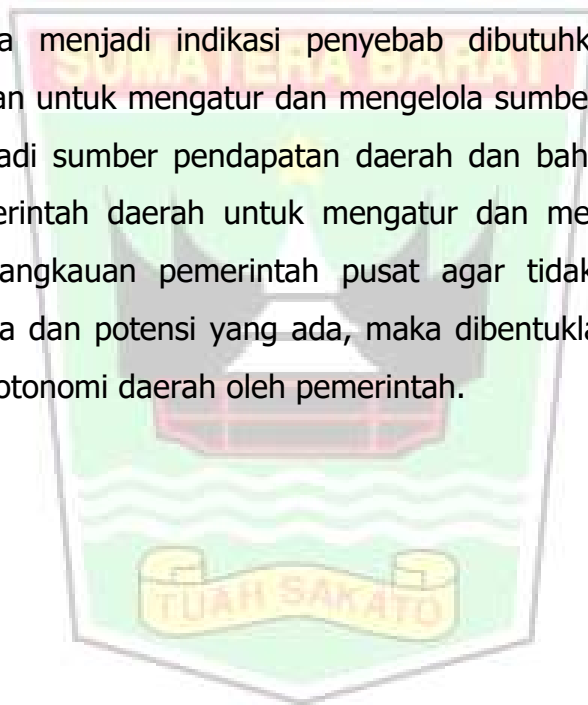 a menjadi indikasi penyebab dibutuhk
SUMATERA BARAT
an untuk mengatur dan mengelola sumbe
adi sumber pendapatan daerah dan bah
erintah daerah untuk mengatur dan me
angkauan pemerintah pusat agar tidak
a dan potensi yang ada, maka dibentukla
otonomi daerah oleh pemerintah.
TUAH SAKATO